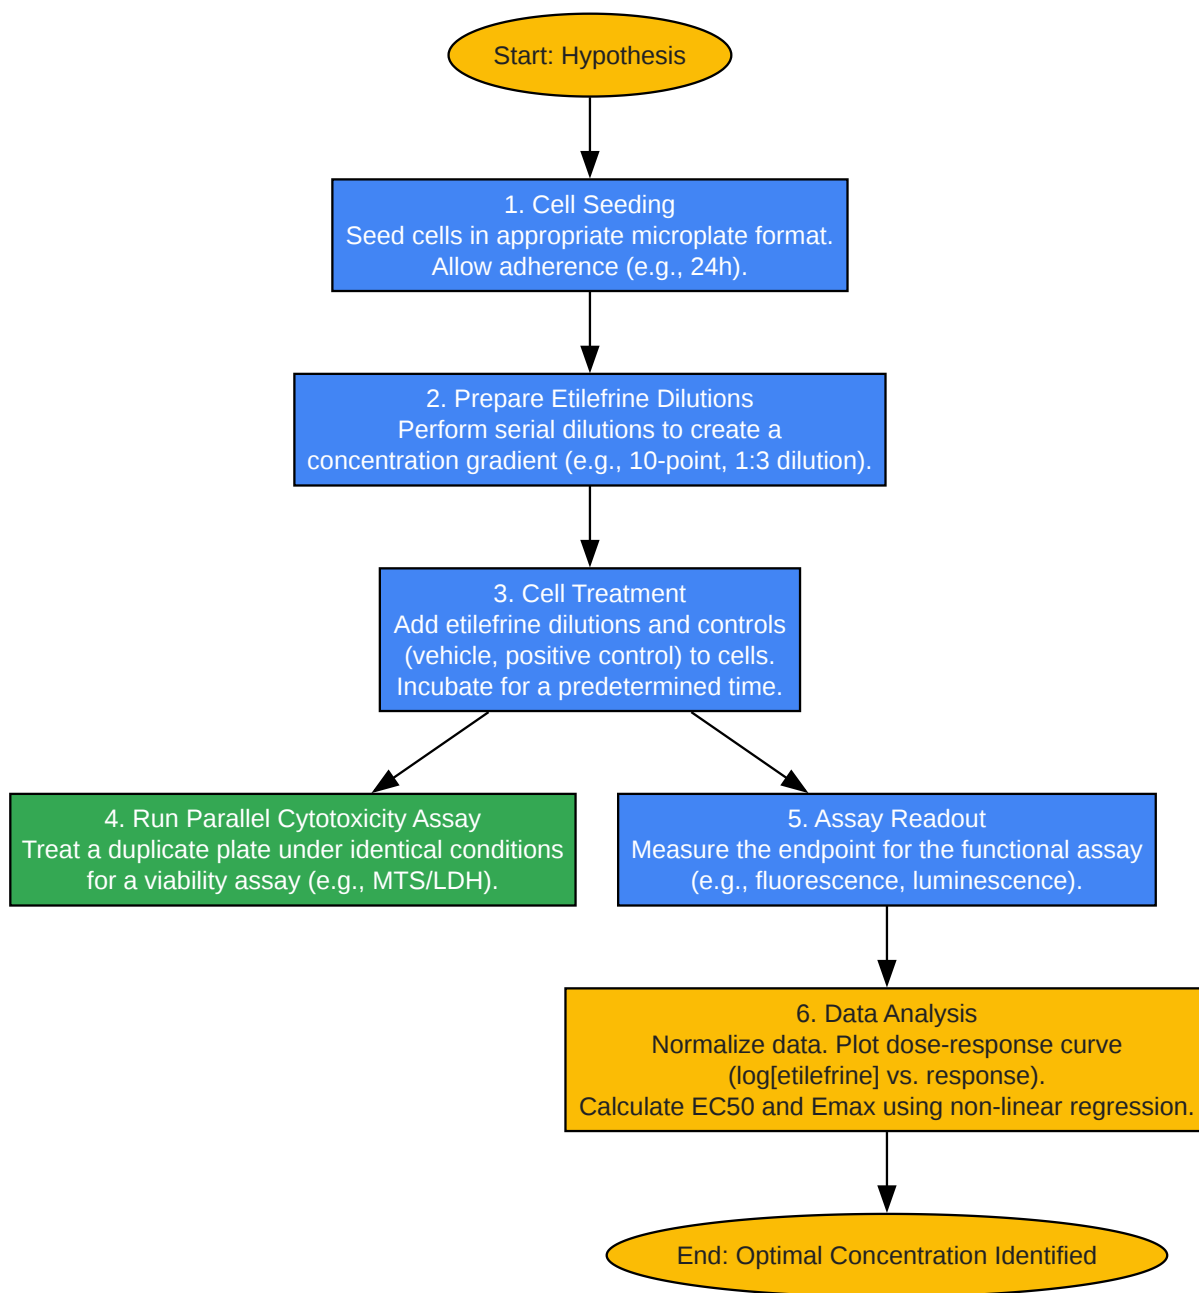 Start: Hypothesis
1. Cell Seeding
Seed cells in appropriate microplate format.
Allow adherence (e.g., 24h).
2. Prepare Etilefrine Dilutions
Perform serial dilutions to create a
concentration gradient (e.g., 10-point, 1:3 dilution).
3. Cell Treatment
Add etilefrine dilutions and controls
(vehicle, positive control) to cells.
Incubate for a predetermined time.
4. Run Parallel Cytotoxicity Assay
Treat a duplicate plate under identical conditions
for a viability assay (e.g., MTS/LDH).
5. Assay Readout
Measure the endpoint for the functional assay
(e.g., fluorescence, luminescence).
6. Data Analysis
Normalize data. Plot dose-response curve
(log[etilefrine] vs. response).
Calculate EC50 and Emax using non-linear regression.
End: Optimal Concentration Identified